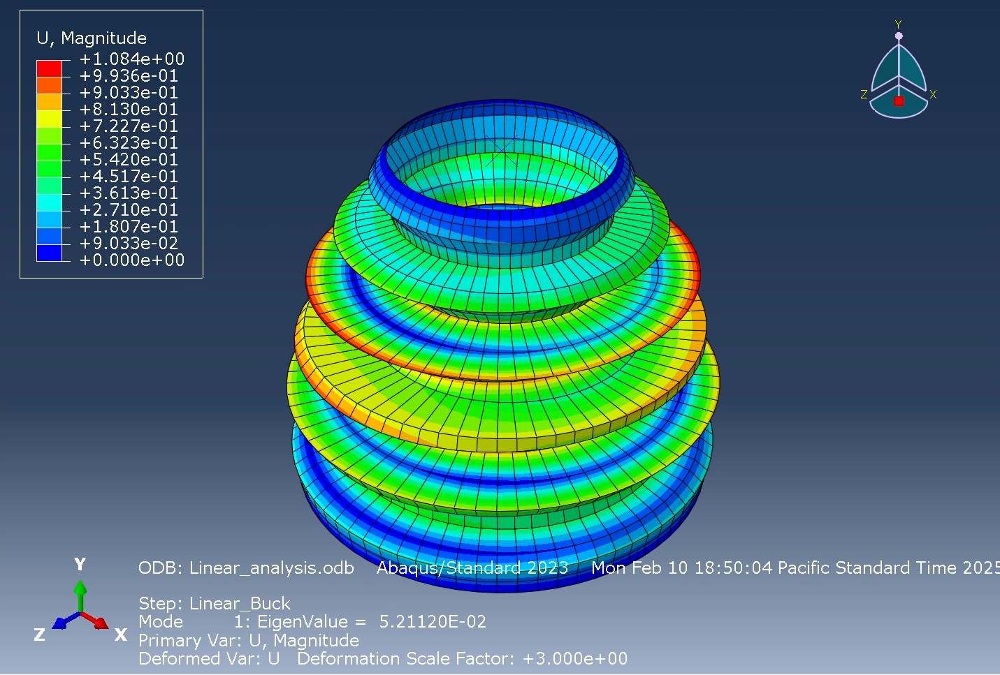 U, Magnitude
+1.084e+00
+9.936e-01
+9.033e-01
+8.130e-01
+7.227e-01
+6.323e-01
+5.420e-01
+4.517e-01
+3.613e-01
+2.710e-01
+1.807e-01
+9.033e-02
+0.000e+00
Y
Z
X
ODB: Linear_analysis.odb    Abaqus/Standard 2023    Mon Feb 10 18:50:04 Pacific Standard Time 2025
Y
Z
X
Step: Linear_Buck
Mode         1: EigenValue =  5.21120E-02
Primary Var: U, Magnitude
Deformed Var: U   Deformation Scale Factor: +3.000e+00